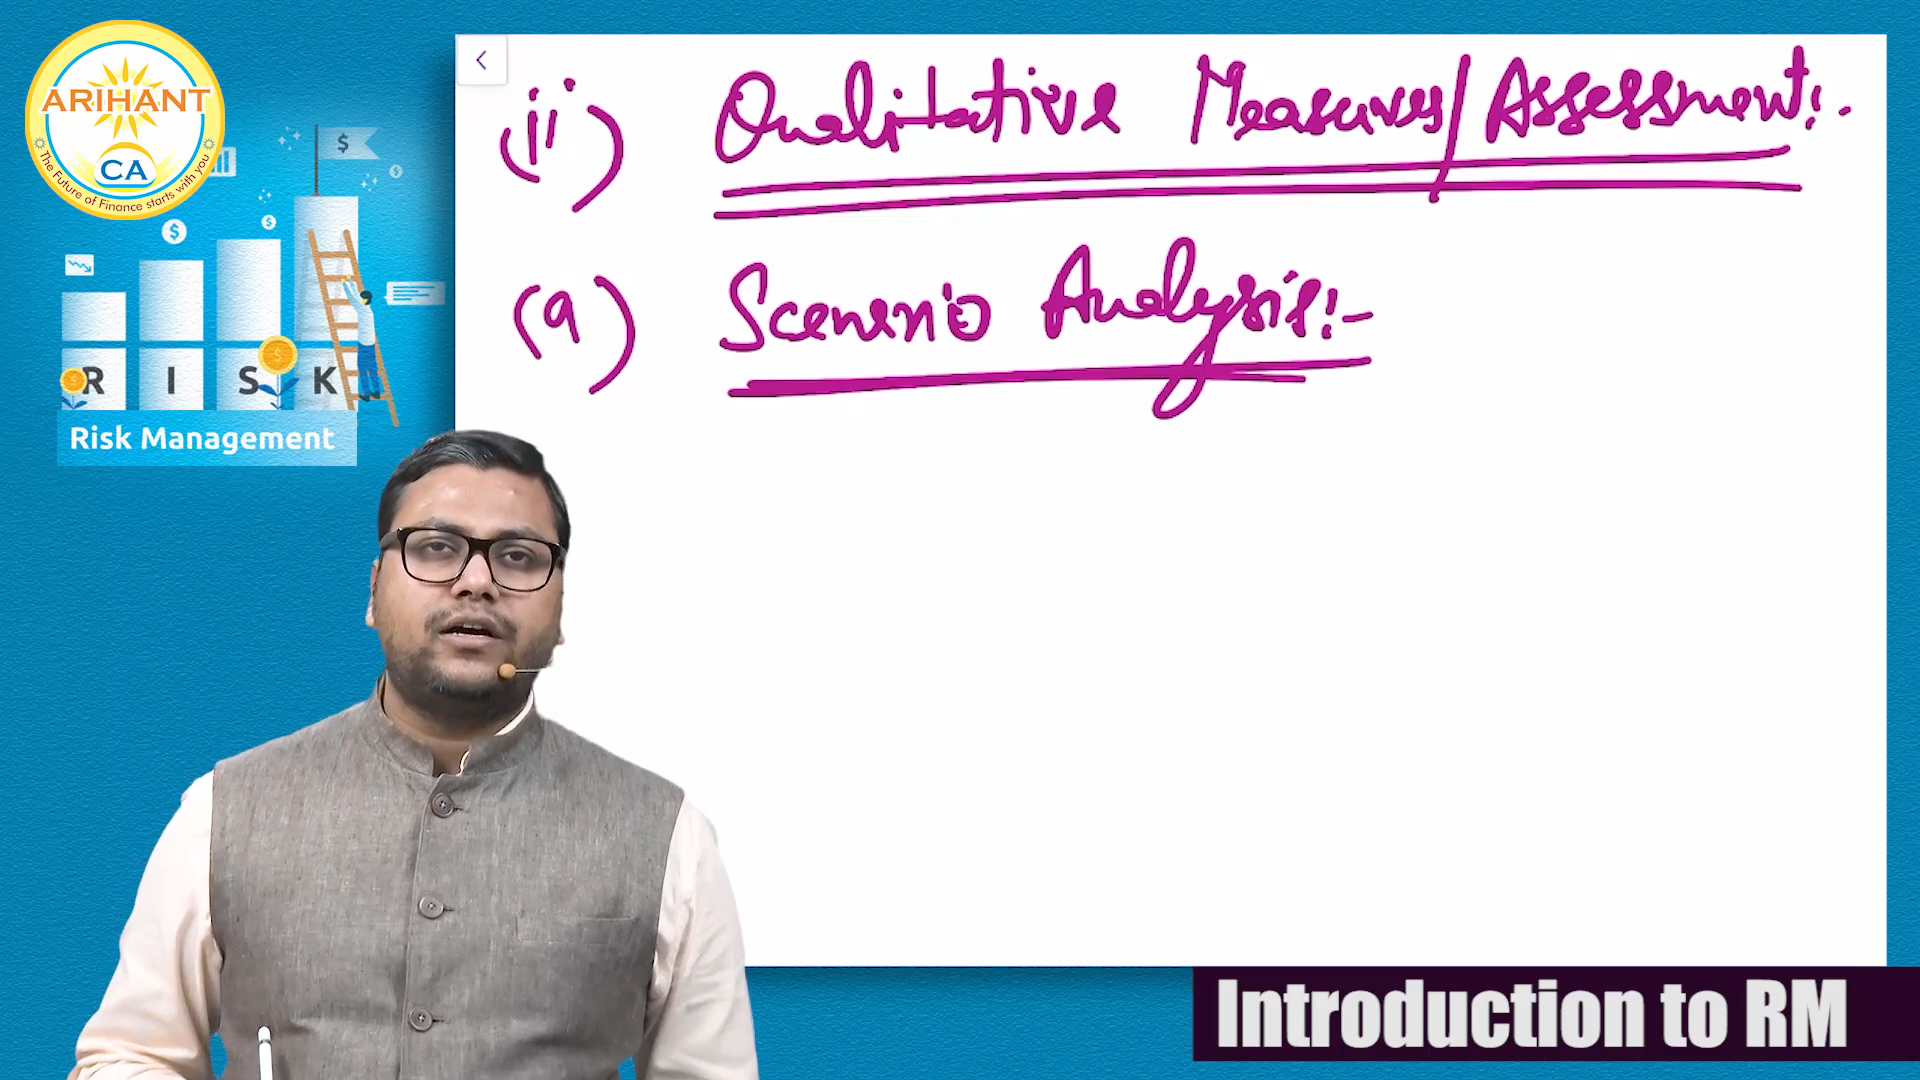 ARIHANT
CA
The Future of Finance starts with you
$
$
$
$
$
R I S K
Risk Management
(ii) Qualitative Measures/Assessment:-
(a) Scenerio Analysis:-
Introduction to RM